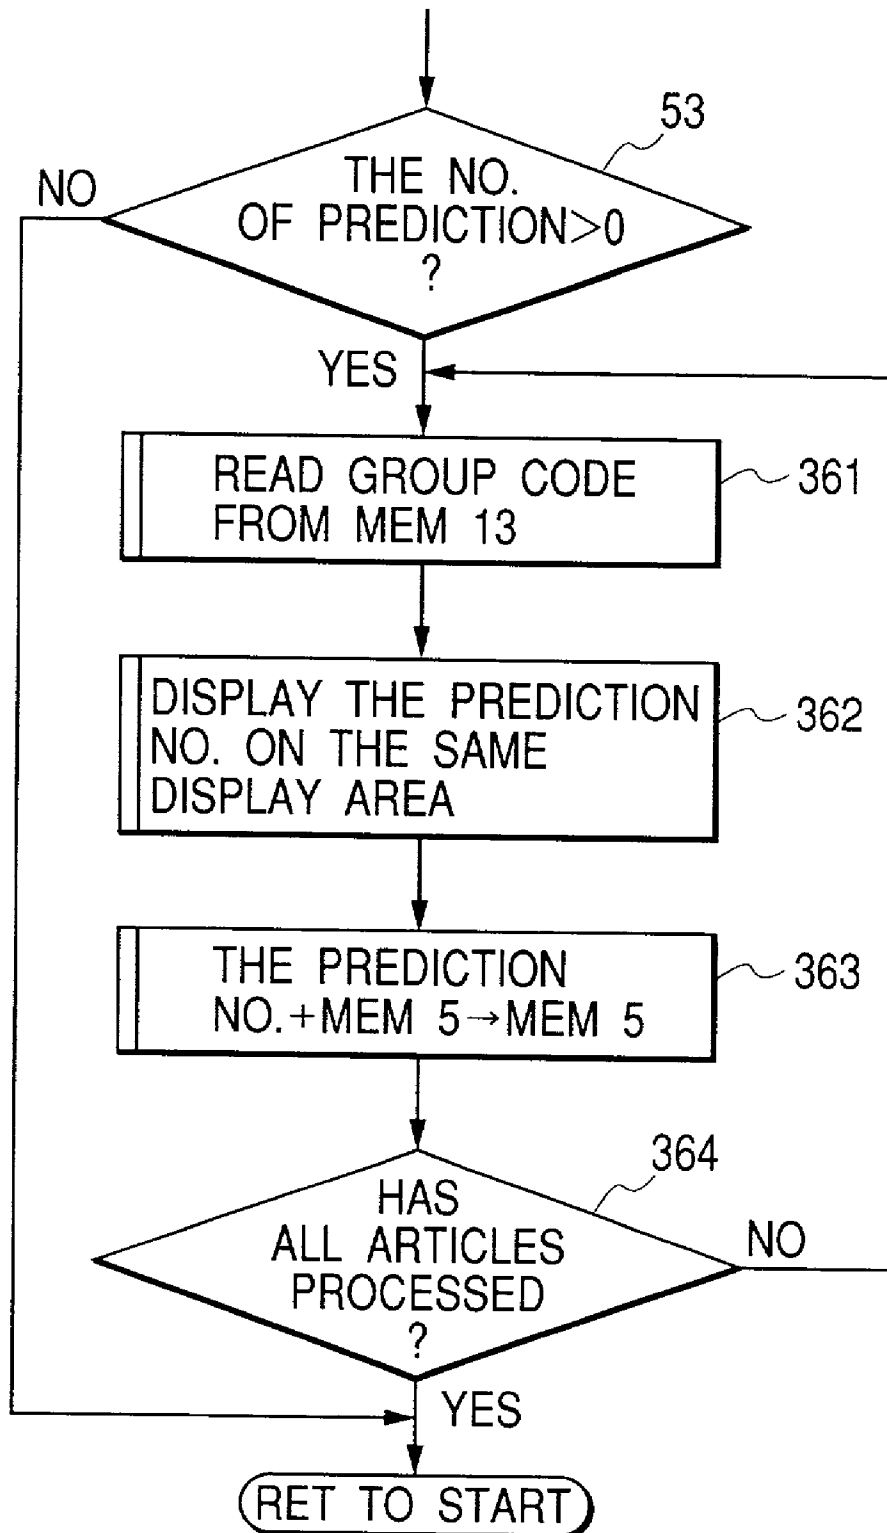 53
THE NO.
OF PREDICTION>0
?
NO
YES
READ GROUP CODE
FROM MEM 13
361
DISPLAY THE PREDICTION
NO. ON THE SAME
DISPLAY AREA
362
THE PREDICTION
NO.+MEM 5→MEM 5
363
364
HAS
ALL ARTICLES
PROCESSED
?
NO
YES
RET TO START